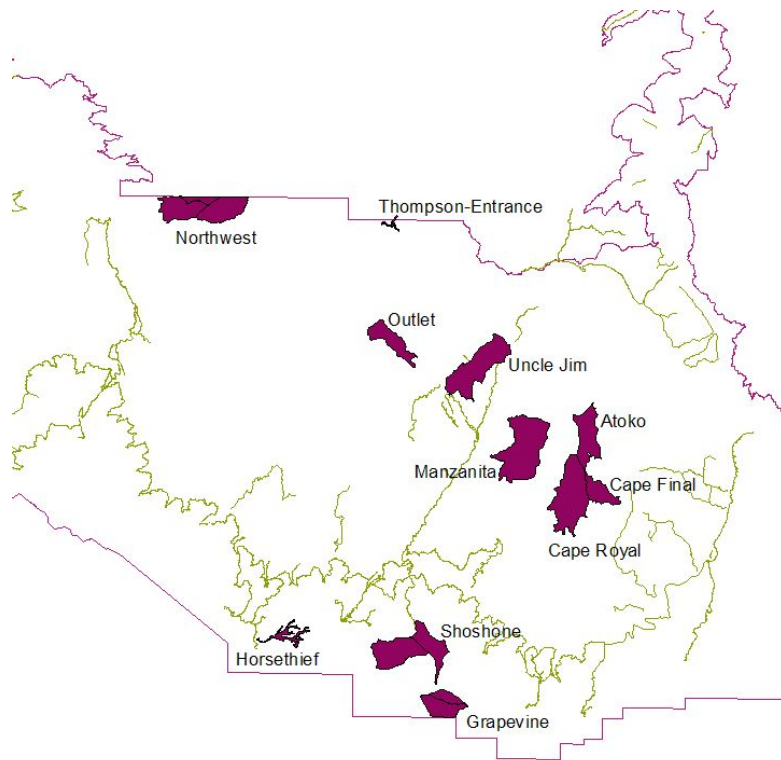 Thompson-Entrance
Northwest
Outlet
Uncle Jim
Atoko
Manzanita
Cape Final
Cape Royal
Shoshone
Horsethief
Grapevine